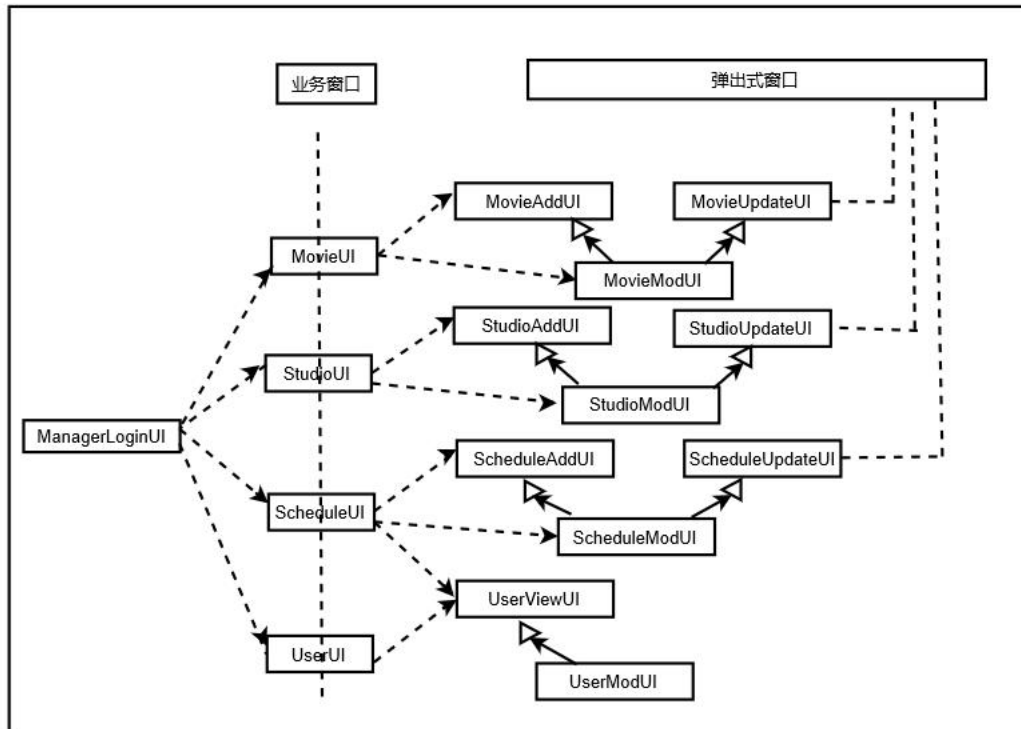 业务窗口
弹出式窗口
MovieAddUI
MovieUpdateUI
MovieUI
MovieModUI
StudioAddUI
StudioUpdateUI
StudioUI
StudioModUI
ManagerLoginUI
ScheduleAddUI
ScheduleUpdateUI
ScheduleUI
ScheduleModUI
UserViewUI
UserUI
UserModUI